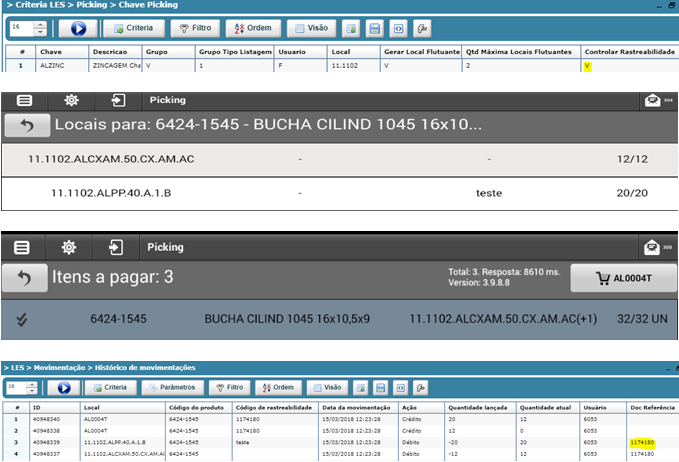 > Criteria LES > Picking > Chave Picking
16 Criteria Filtro Ordem Visão
# Chave Descricao Grupo Grupo Tipo Listagem Usuario Local Gerar Local Flutuante Qtd Máxima Locais Flutuantes Controlar Rastreabilidade
1 ALZINC ZINCAGEM Cha V 1 F 11.1102 V 2 V
Picking 304
Locais para: 6424-1545 - BUCHA CILIND 1045 16x10...
11.1102.ALCXAM.50.CX.AM.AC - - 12/12
11.1102.ALPP.40.A.1.B - teste 20/20
Picking 300
Itens a pagar: 3 Total: 3. Resposta: 8610 ms. AL0004T
Version: 3.9.8.8
6424-1545 BUCHA CILIND 1045 16x10,5x9 11.1102.ALCXAM.50.CX.AM.AC(+1) 32/32 UN
> LES > Movimentação > Histórico de movimentações
16 Criteria Parâmetros Filtro Ordem Visão
# ID Local Código do produto Código de rastreabilidade Data da movimentação Ação Quantidade lançada Quantidade atual Usuário Doc Referência
1 40948340 AL0004T 6424-1545 1174180 15/03/2018 12:23:28 Crédito 20 12 6053
2 40948338 AL0004T 6424-1545 1174180 15/03/2018 12:23:28 Crédito 12 0 6053
3 40948339 11.1102.ALPP.40.A.1.B 6424-1545 teste 15/03/2018 12:23:28 Débito -20 20 6053 1174180
4 40948337 11.1102.ALCXAM.50.CX.AM.AC 6424-1545 15/03/2018 12:23:28 Débito -12 12 6053 1174180